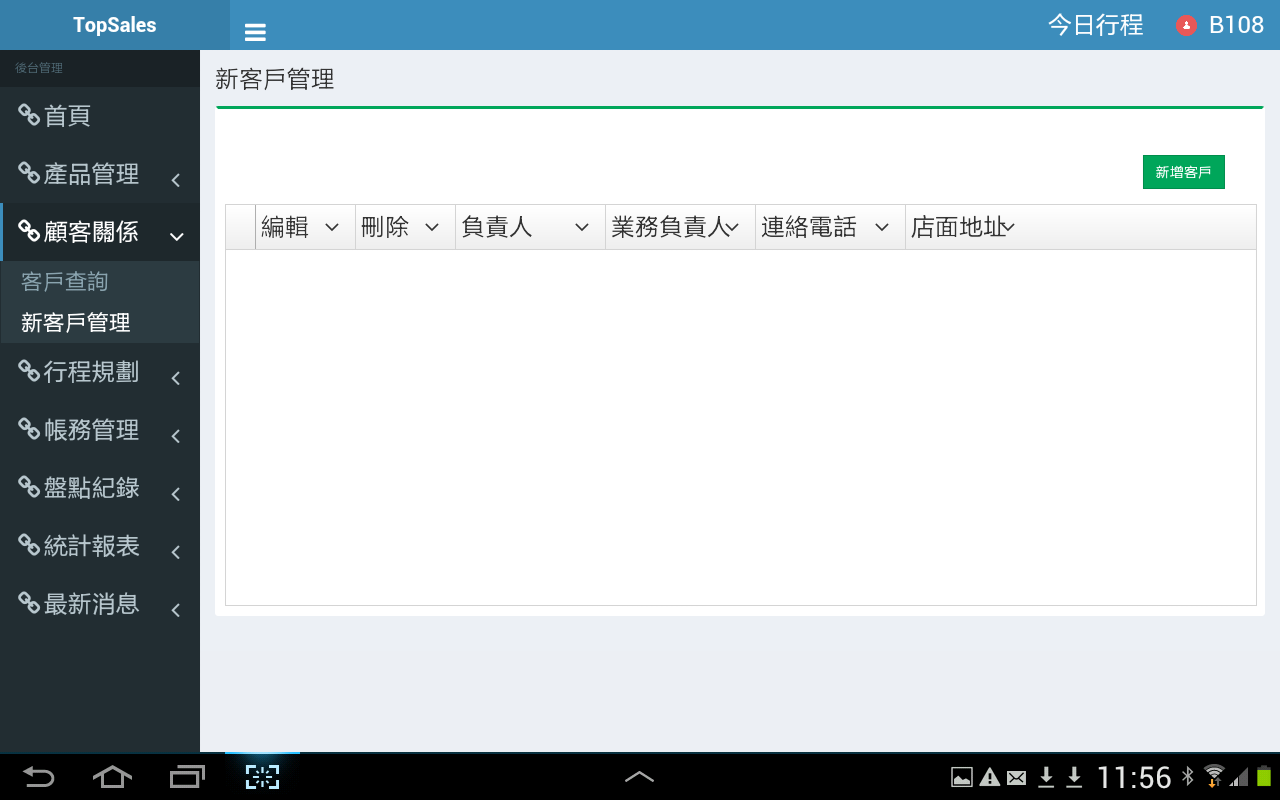 TopSales
今日行程
B108
後台管理
首頁
產品管理
顧客關係
客戶查詢
新客戶管理
行程規劃
帳務管理
盤點紀錄
統計報表
最新消息
新客戶管理
新增客戶
編輯 刪除 負責人 業務負責人 連絡電話 店面地址
11:56